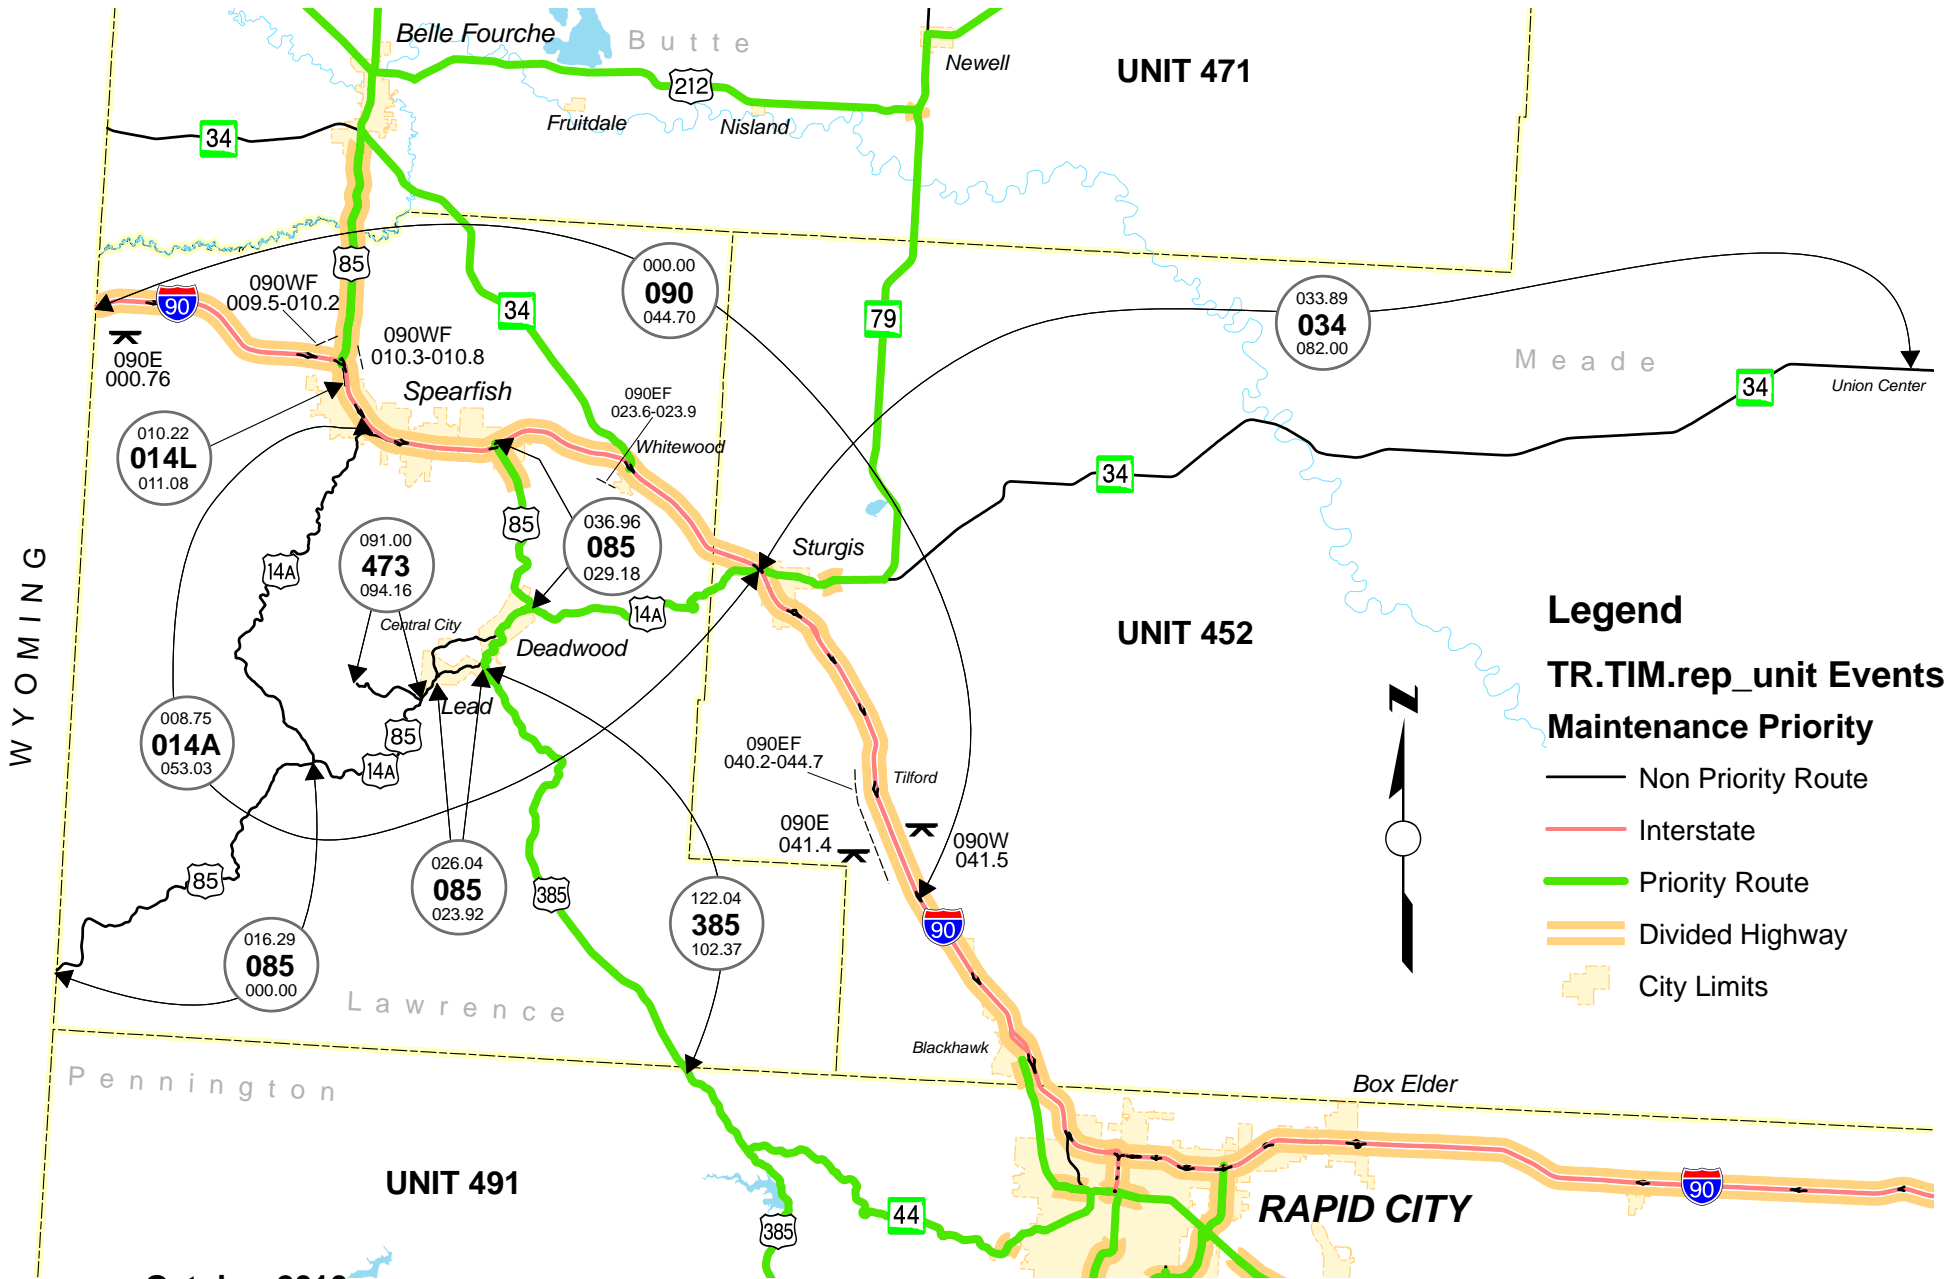 Belle Fourche
Butte
Newell
UNIT 471
212
Fruitdale
Nisland
34
85
090WF
009.5-010.2
90
090E
000.76
090WF
010.3-010.8
Spearfish
34
000.00
090
044.70
79
033.89
034
082.00
Meade
34
Union Center
090EF
023.6-023.9
Whitewood
010.22
014L
011.08
34
85
036.96
085
029.18
Sturgis
WYOMING
14A
091.00
473
094.16
14A
Central City
Deadwood
UNIT 452
Lead
85
14A
008.75
014A
053.03
090EF
040.2-044.7
Tilford
090E
041.4
090W
041.5
85
026.04
085
023.92
385
122.04
385
102.37
90
016.29
085
000.00
Lawrence
Blackhawk
Pennington
Box Elder
UNIT 491
385
44
RAPID CITY
90
Legend
TR.TIM.rep_unit Events
Maintenance Priority
Non Priority Route
Interstate
Priority Route
Divided Highway
City Limits
Z